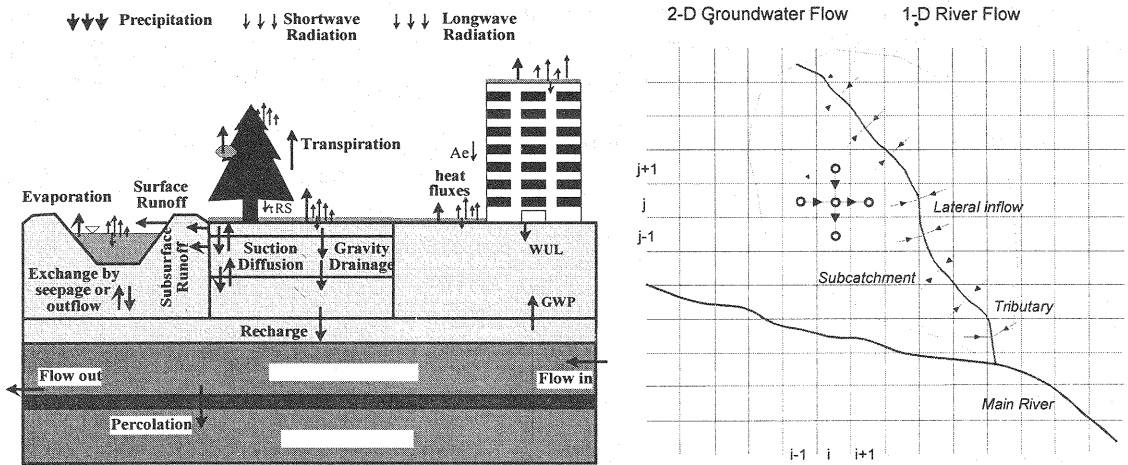 Precipitation
Shortwave
Radiation
Longwave
Radiation
Transpiration
Ae
heat
fluxes
Surface
Runoff
Evaporation
τRS
Suction
Diffusion
Gravity
Drainage
WUL
Subsurface
Runoff
Exchange by
seepage or
outflow
GWP
Recharge
Flow out
Flow in
Percolation
2-D Groundwater Flow
1-D River Flow
j+1
j
j-1
Lateral inflow
Subcatchment
Tributary
Main River
i-1 i i+1